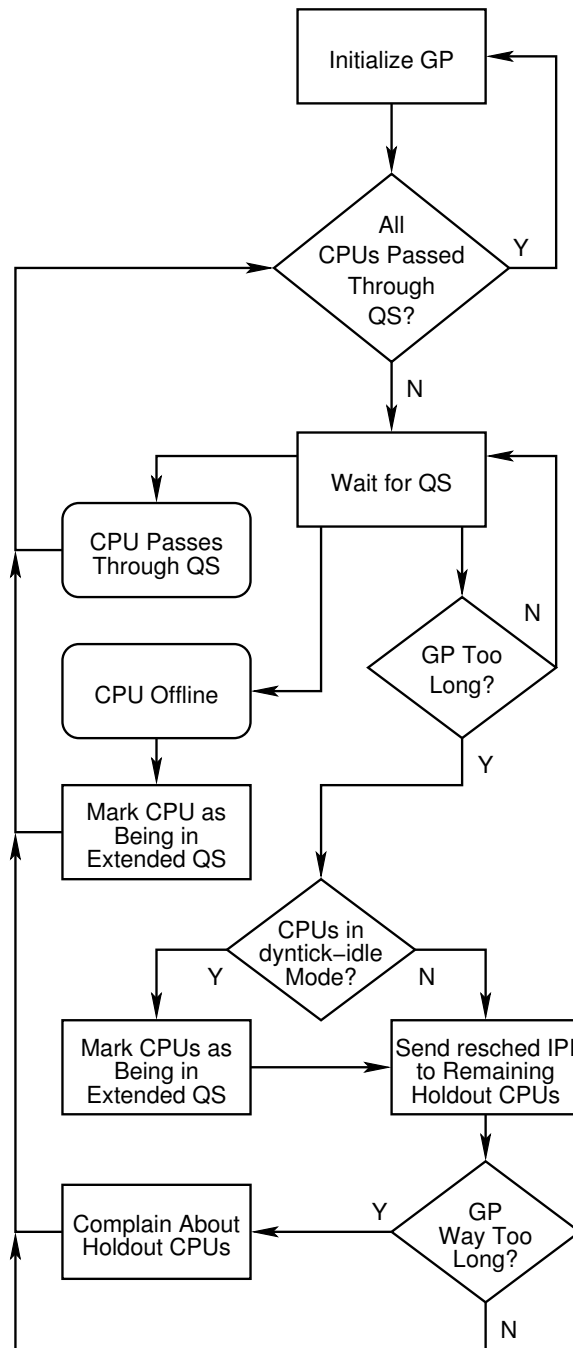 Initialize GP
All
CPUs Passed
Through
QS?
Y
N
Wait for QS
CPU Passes
Through QS
N
GP Too
Long?
CPU Offline
Y
Mark CPU as
Being in
Extended QS
CPUs in
dyntick−idle
Mode?
Y
N
Mark CPUs as
Being in
Extended QS
Send resched IPI
to Remaining
Holdout CPUs
GP
Way Too
Long?
Y
Complain About
Holdout CPUs
N